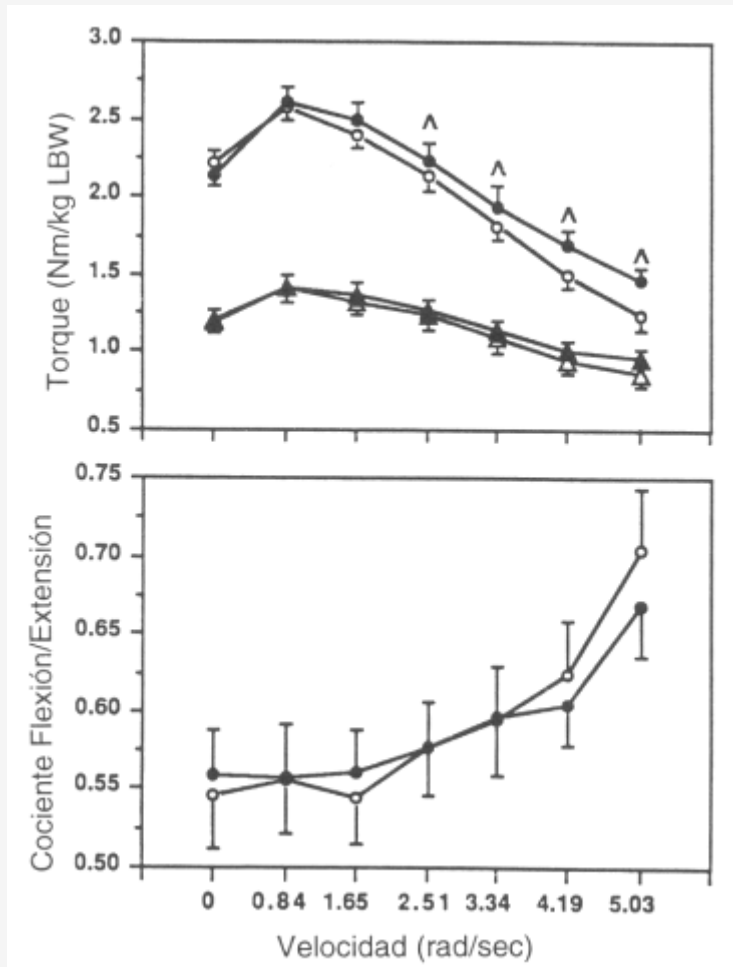 Torque (Nm/kg LBW)
3.0
2.5
2.0
1.5
1.0
0.5
^ ^ ^ ^
Cociente Flexión/Extensión
0.75
0.70
0.65
0.60
0.55
0.50
0 0.84 1.65 2.51 3.34 4.19 5.03
Velocidad (rad/sec)